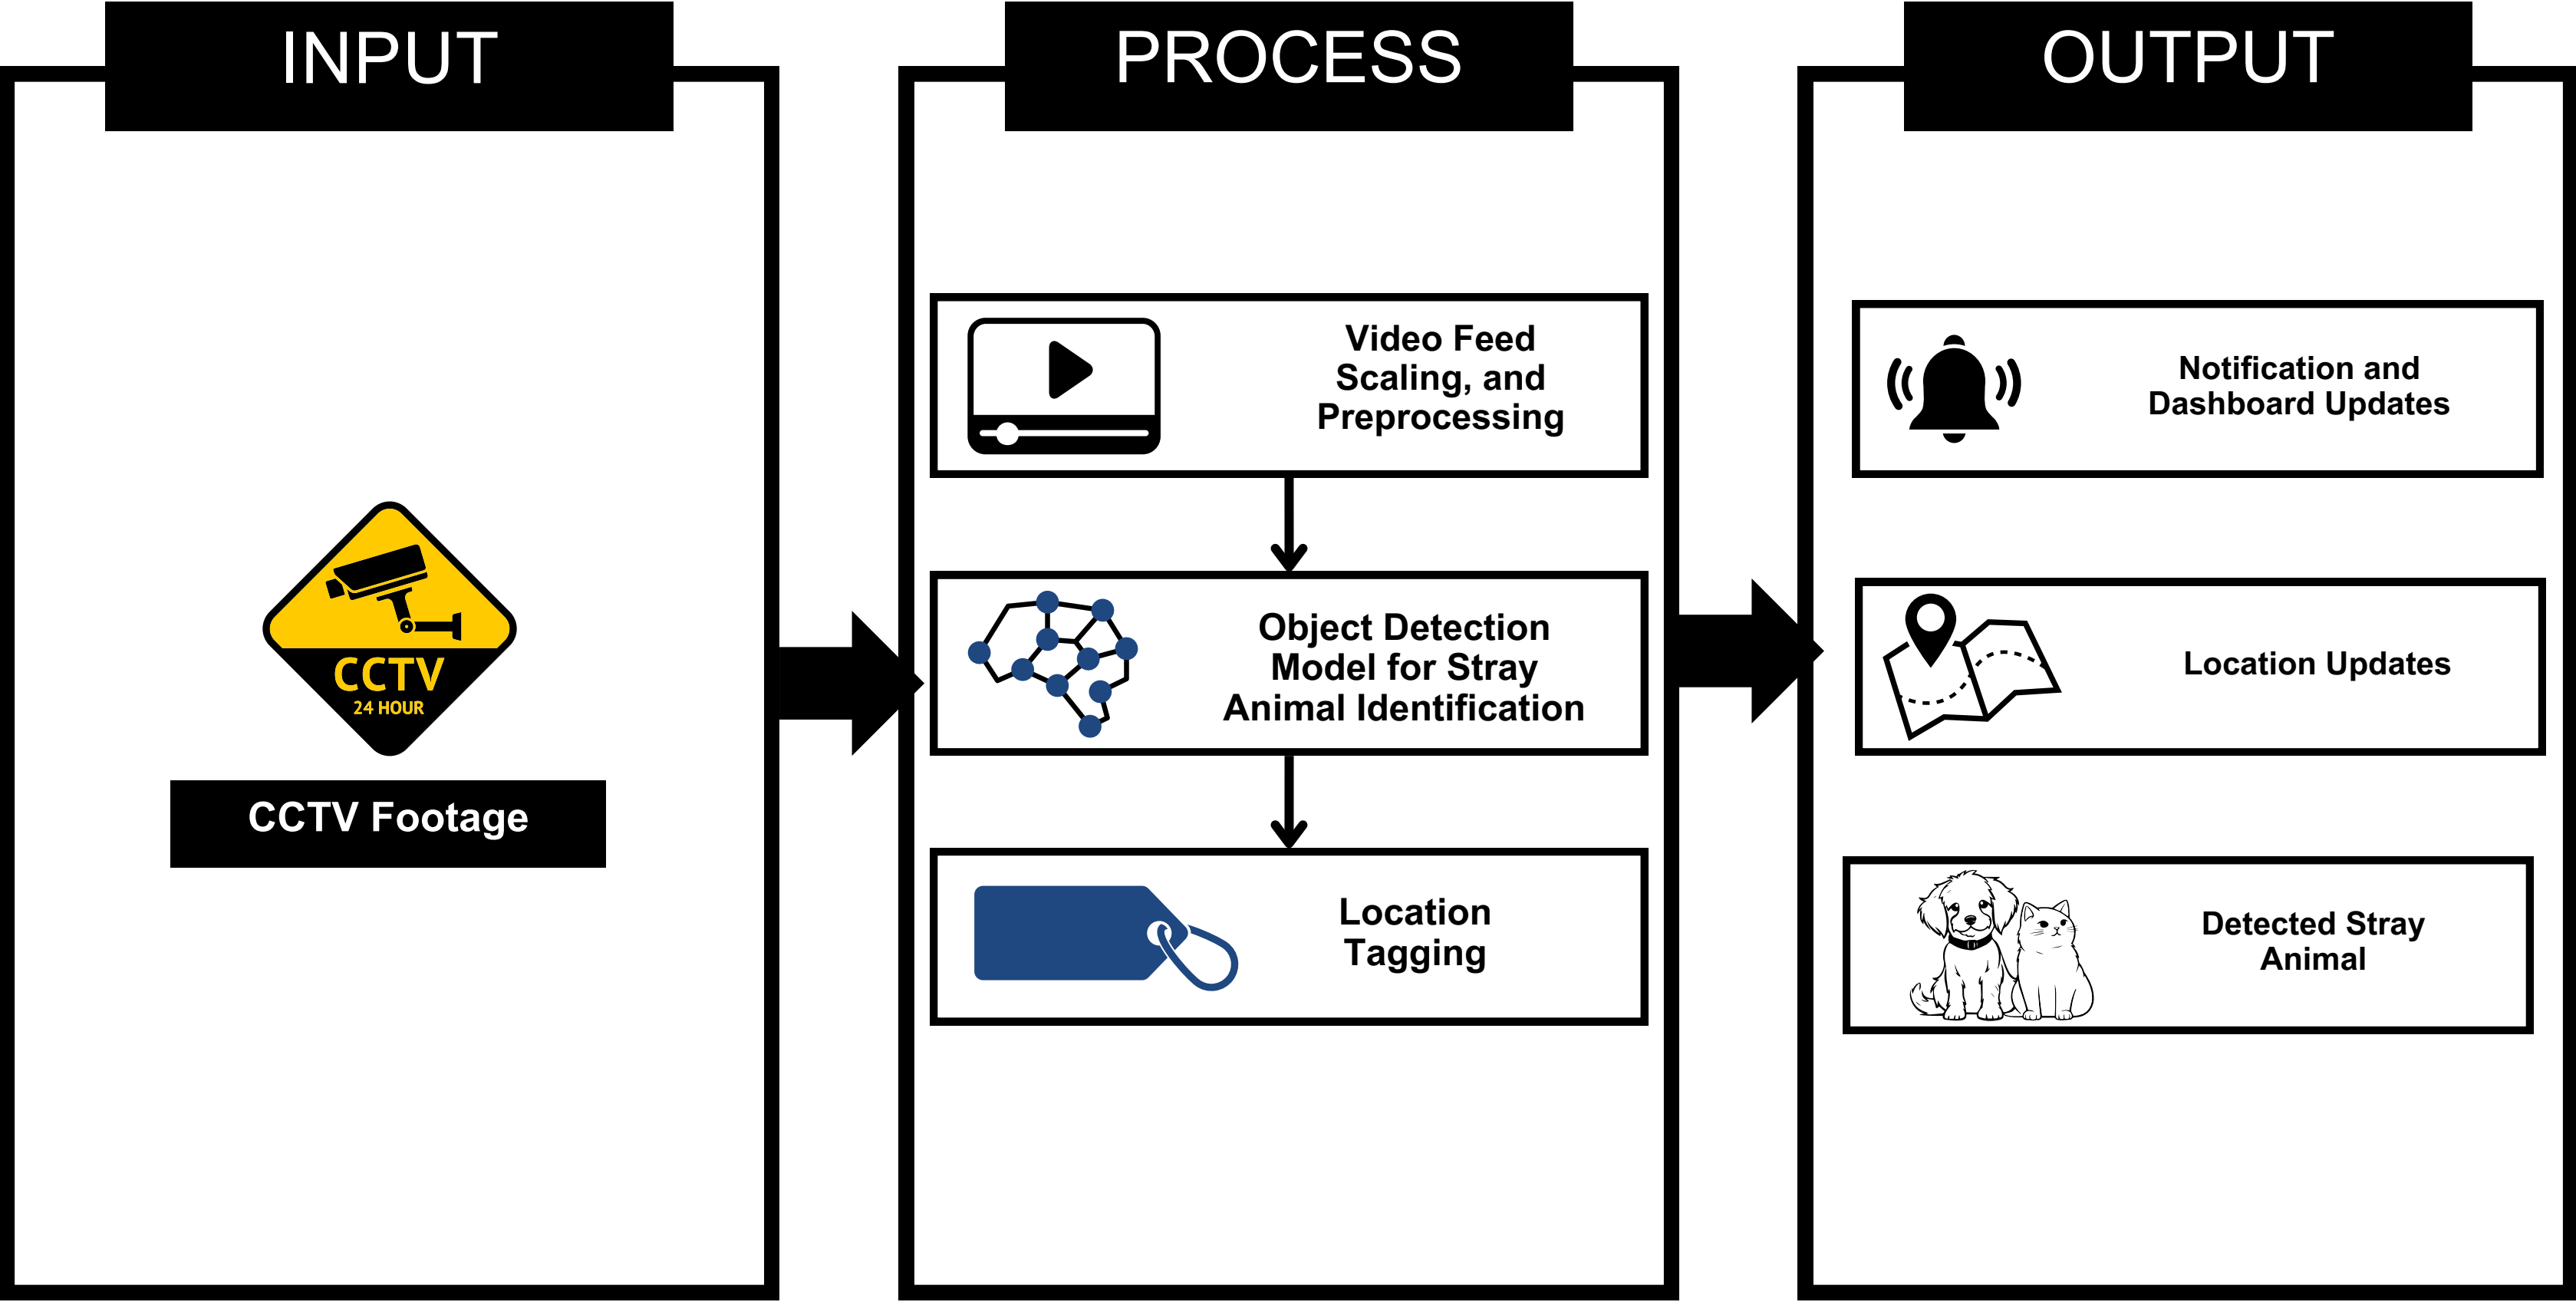 INPUT
CCTV
24 HOUR
CCTV Footage
PROCESS
Video Feed
Scaling, and
Preprocessing
Object Detection
Model for Stray
Animal Identification
Location
Tagging
OUTPUT
Notification and
Dashboard Updates
Location Updates
Detected Stray
Animal